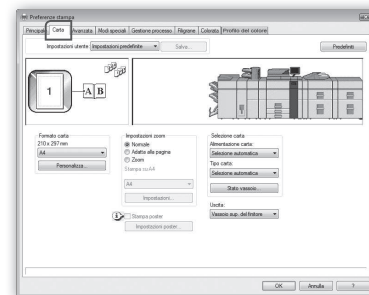 Preferenze stampa
Principale Carta Avanzata Modi speciali Gestione processo Filigrane Colorata Profilo del colore
Impostazioni utente: Impostazioni predefinite Salva... Predefiniti
1 A B
Formato carta
210 x 297 mm
A4
Personalizza...
Impostazioni zoom
Normale
Adatta alla pagina
Zoom
Stampa su A4
A4
Impostazioni...
3 Stampa poster
Impostazioni poster...
Selezione carta
Alimentazione carta:
Selezione automatica
Tipo carta:
Selezione automatica
Stato vassoio...
Uscita:
Vassoio sup. del finitore
OK Annulla ?